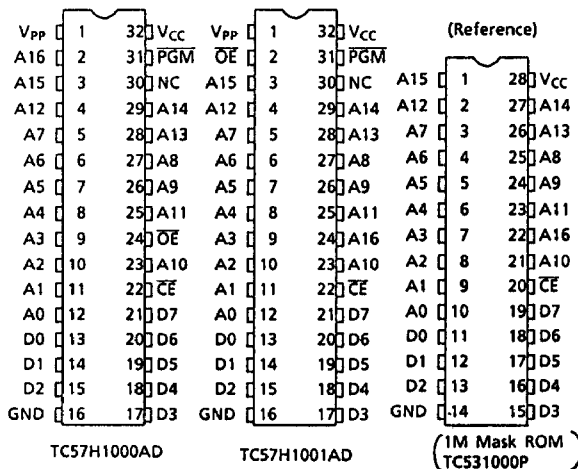 (Reference)
VPP 1 32 VCC
A16 2 31 PGM
A15 3 30 NC
A12 4 29 A14
A7 5 28 A13
A6 6 27 A8
A5 7 26 A9
A4 8 25 A11
A3 9 24 OE
A2 10 23 A10
A1 11 22 CE
A0 12 21 D7
D0 13 20 D6
D1 14 19 D5
D2 15 18 D4
GND 16 17 D3
TC57H1000AD
VPP 1 32 VCC
OE 2 31 PGM
A15 3 30 NC
A12 4 29 A14
A7 5 28 A13
A6 6 27 A8
A5 7 26 A9
A4 8 25 A11
A3 9 24 A16
A2 10 23 A10
A1 11 22 CE
A0 12 21 D7
D0 13 20 D6
D1 14 19 D5
D2 15 18 D4
GND 16 17 D3
TC57H1001AD
A15 1 28 VCC
A12 2 27 A14
A7 3 26 A13
A6 4 25 A8
A5 5 24 A9
A4 6 23 A11
A3 7 22 A16
A2 8 21 A10
A1 9 20 CE
A0 10 19 D7
D0 11 18 D6
D1 12 17 D5
D2 13 16 D4
GND 14 15 D3
(1M Mask ROM
TC531000P)